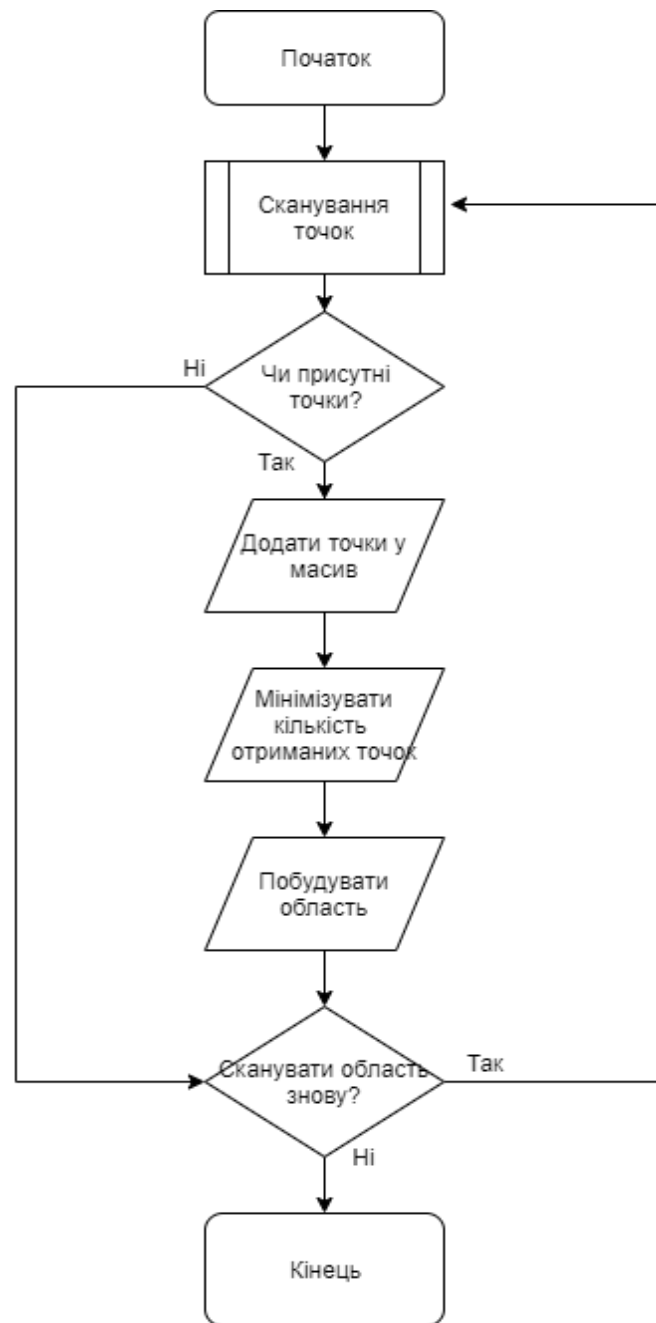 Початок
Сканування
точок
Ні
Чи присутні
точки?
Так
Додати точки у
масив
Мінімізувати
кількість
отриманих точок
Побудувати
область
Сканувати область
знову?
Так
Ні
Кінець